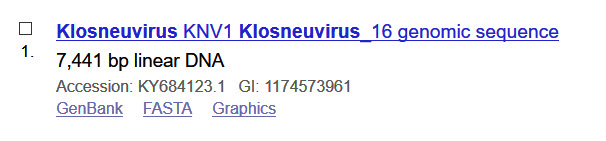 Klosneuvirus KNV1 Klosneuvirus_16 genomic sequence
1.
7,441 bp linear DNA
Accession: KY684123.1 GI: 1174573961
GenBank FASTA Graphics